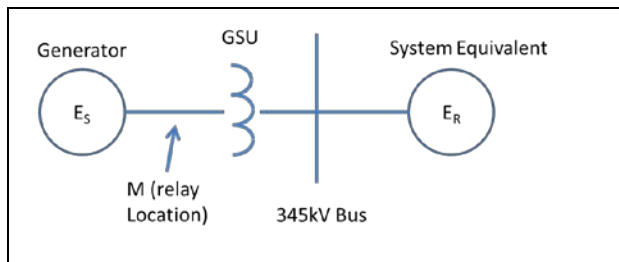 Generator
GSU
System Equivalent
ES
ER
M (relay
Location)
345kV Bus